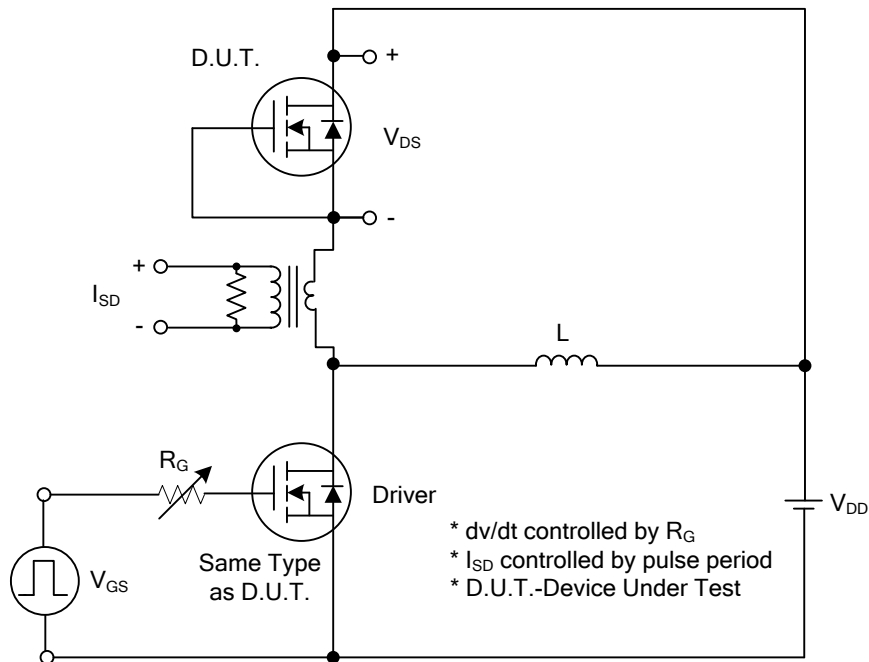 D.U.T.
+
VDS
-
+
ISD
-
L
RG
Driver
VDD
* dv/dt controlled by RG
* ISD controlled by pulse period
* D.U.T.-Device Under Test
Same Type
as D.U.T.
VGS